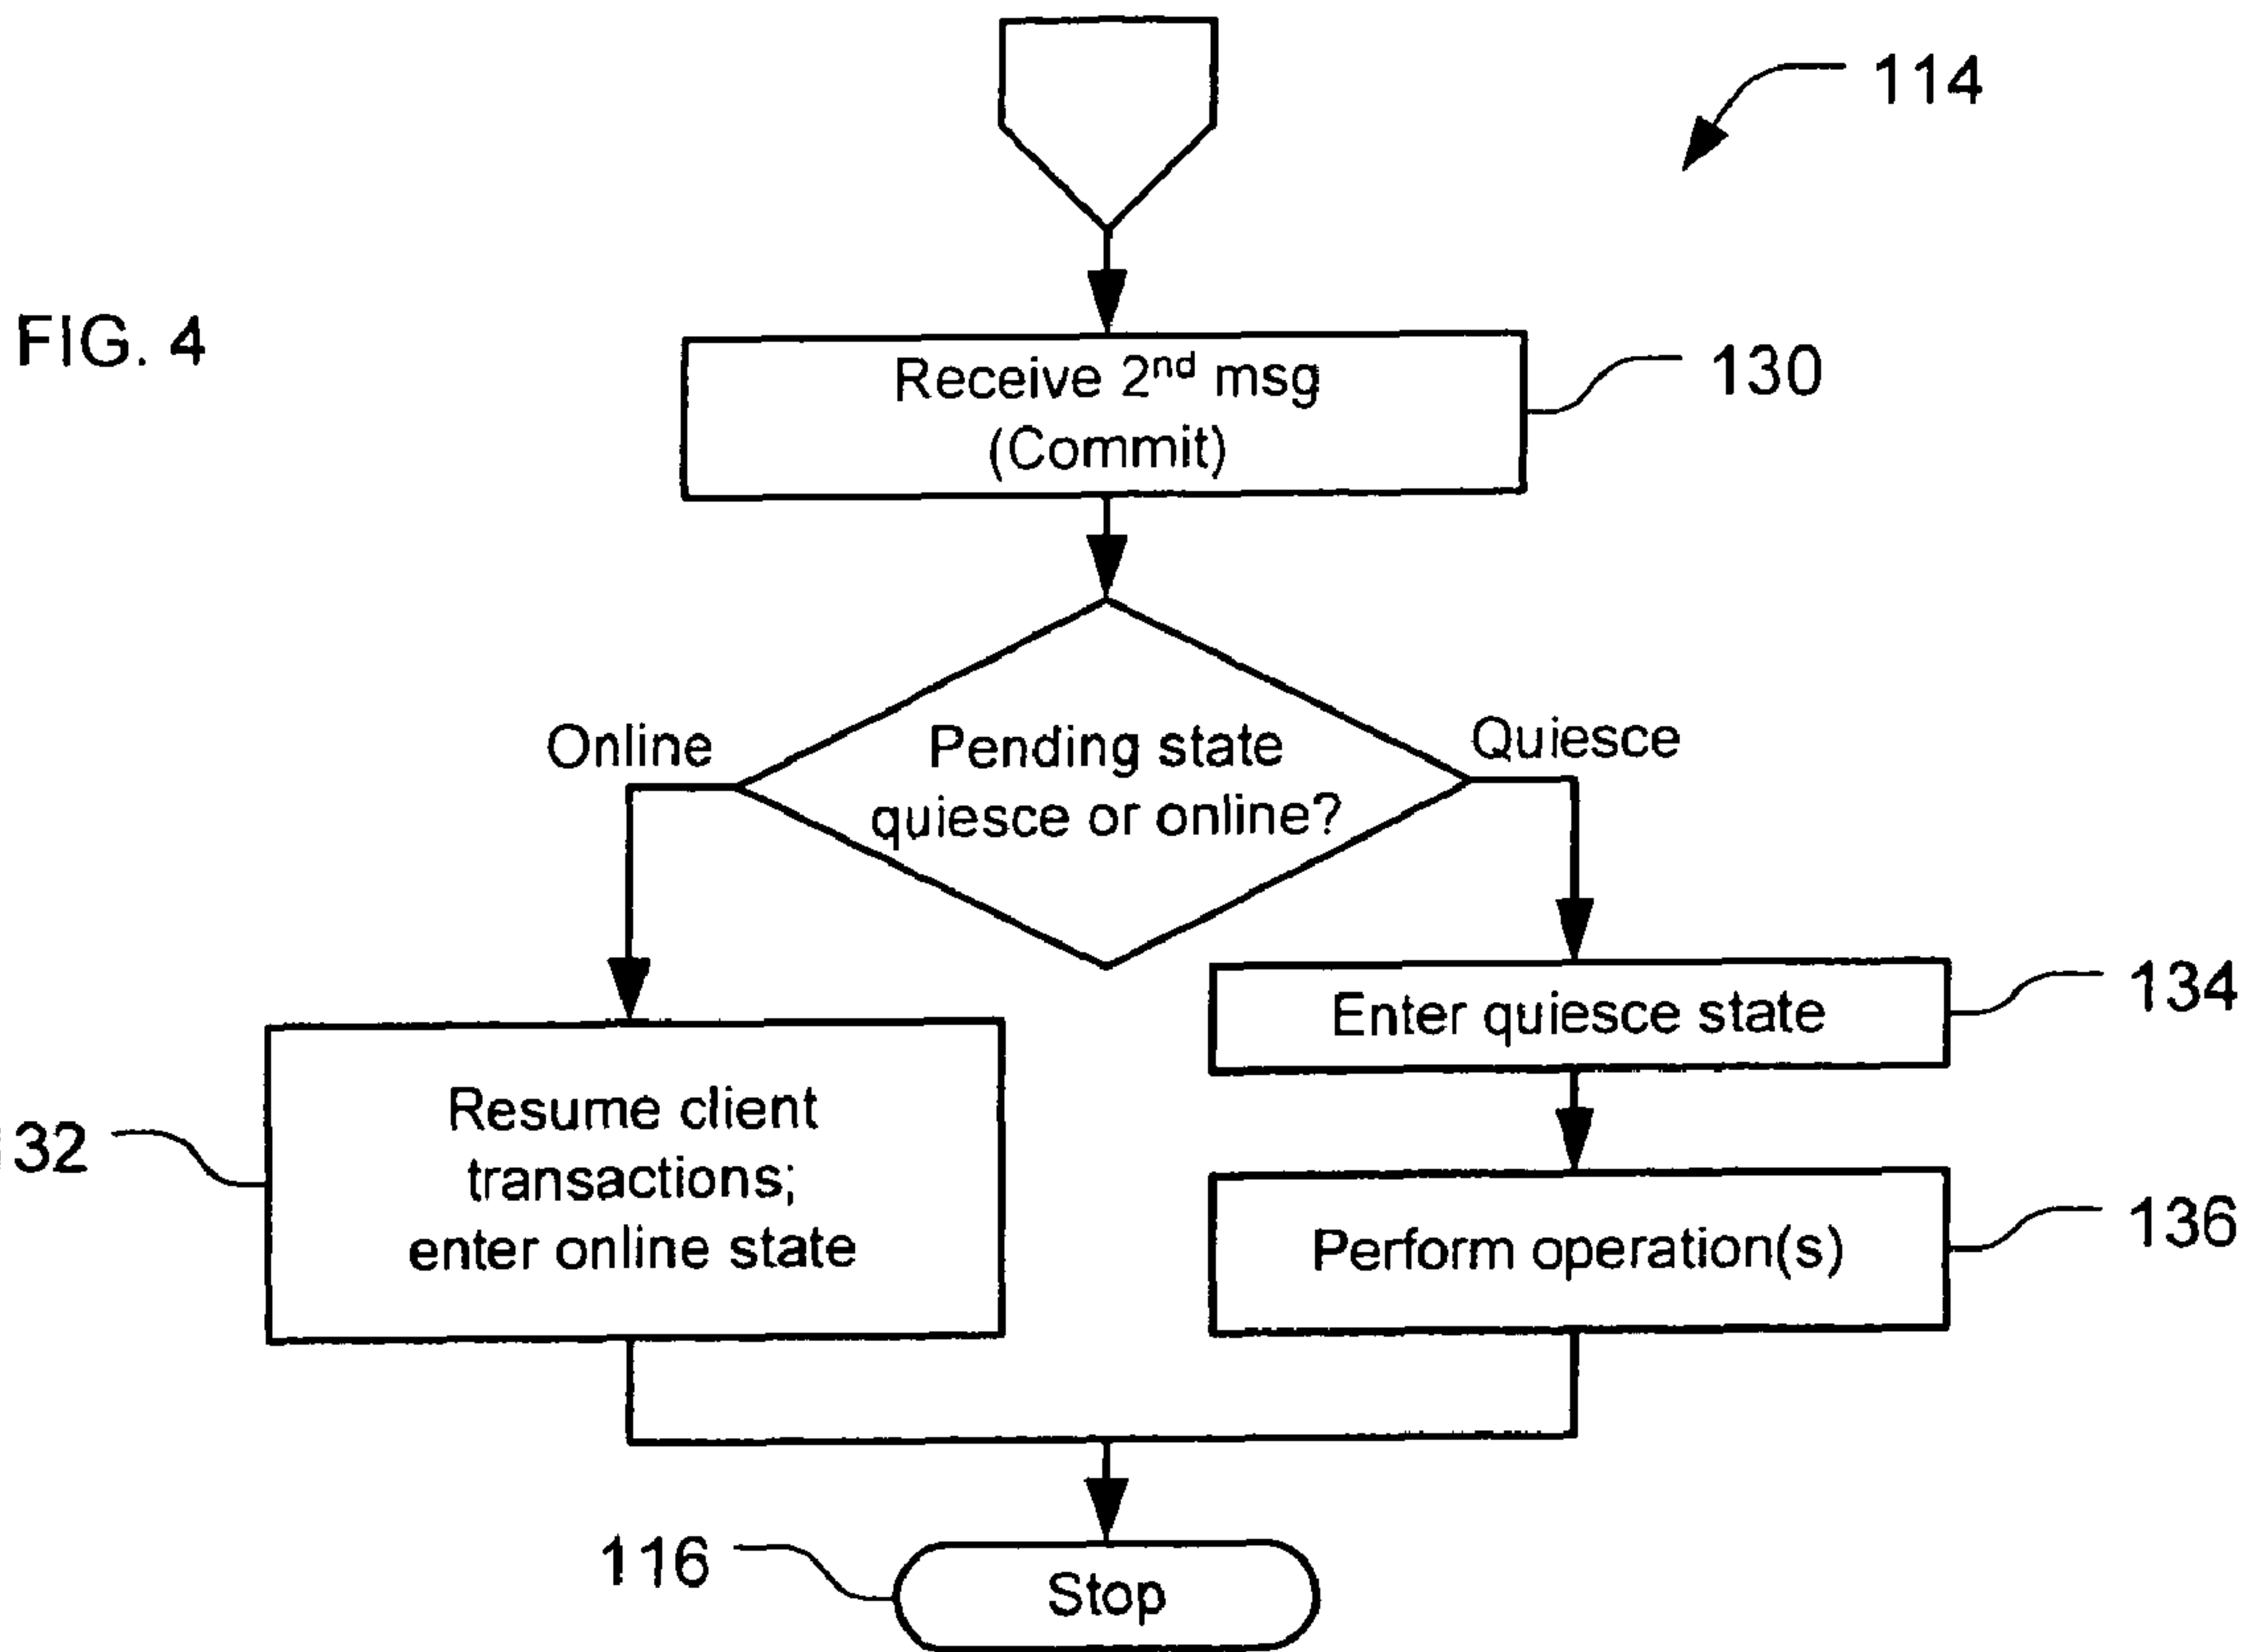 114
FIG. 4
Receive 2nd msg
(Commit)
130
Online
Quiesce
Pending state
quiesce or online?
Enter quiesce state
134
Resume client
transactions;
enter online state
32
Perform operation(s)
136
116
Stop